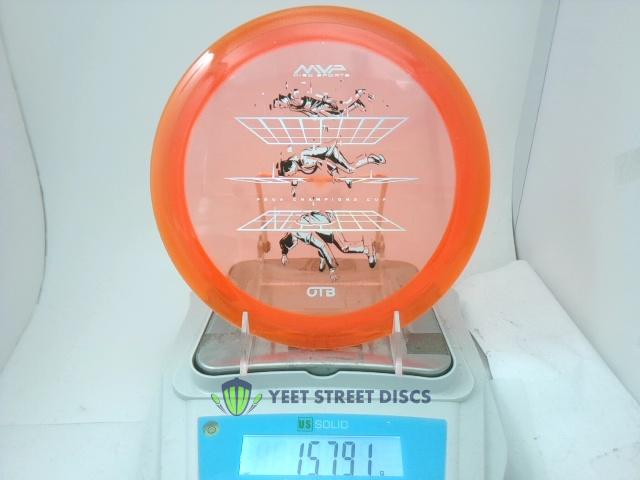 MVP
DISC SPORTS
PDGA CHAMPIONS CUP
OTB
YEET STREET DISCS
US SOLID
157.91 g